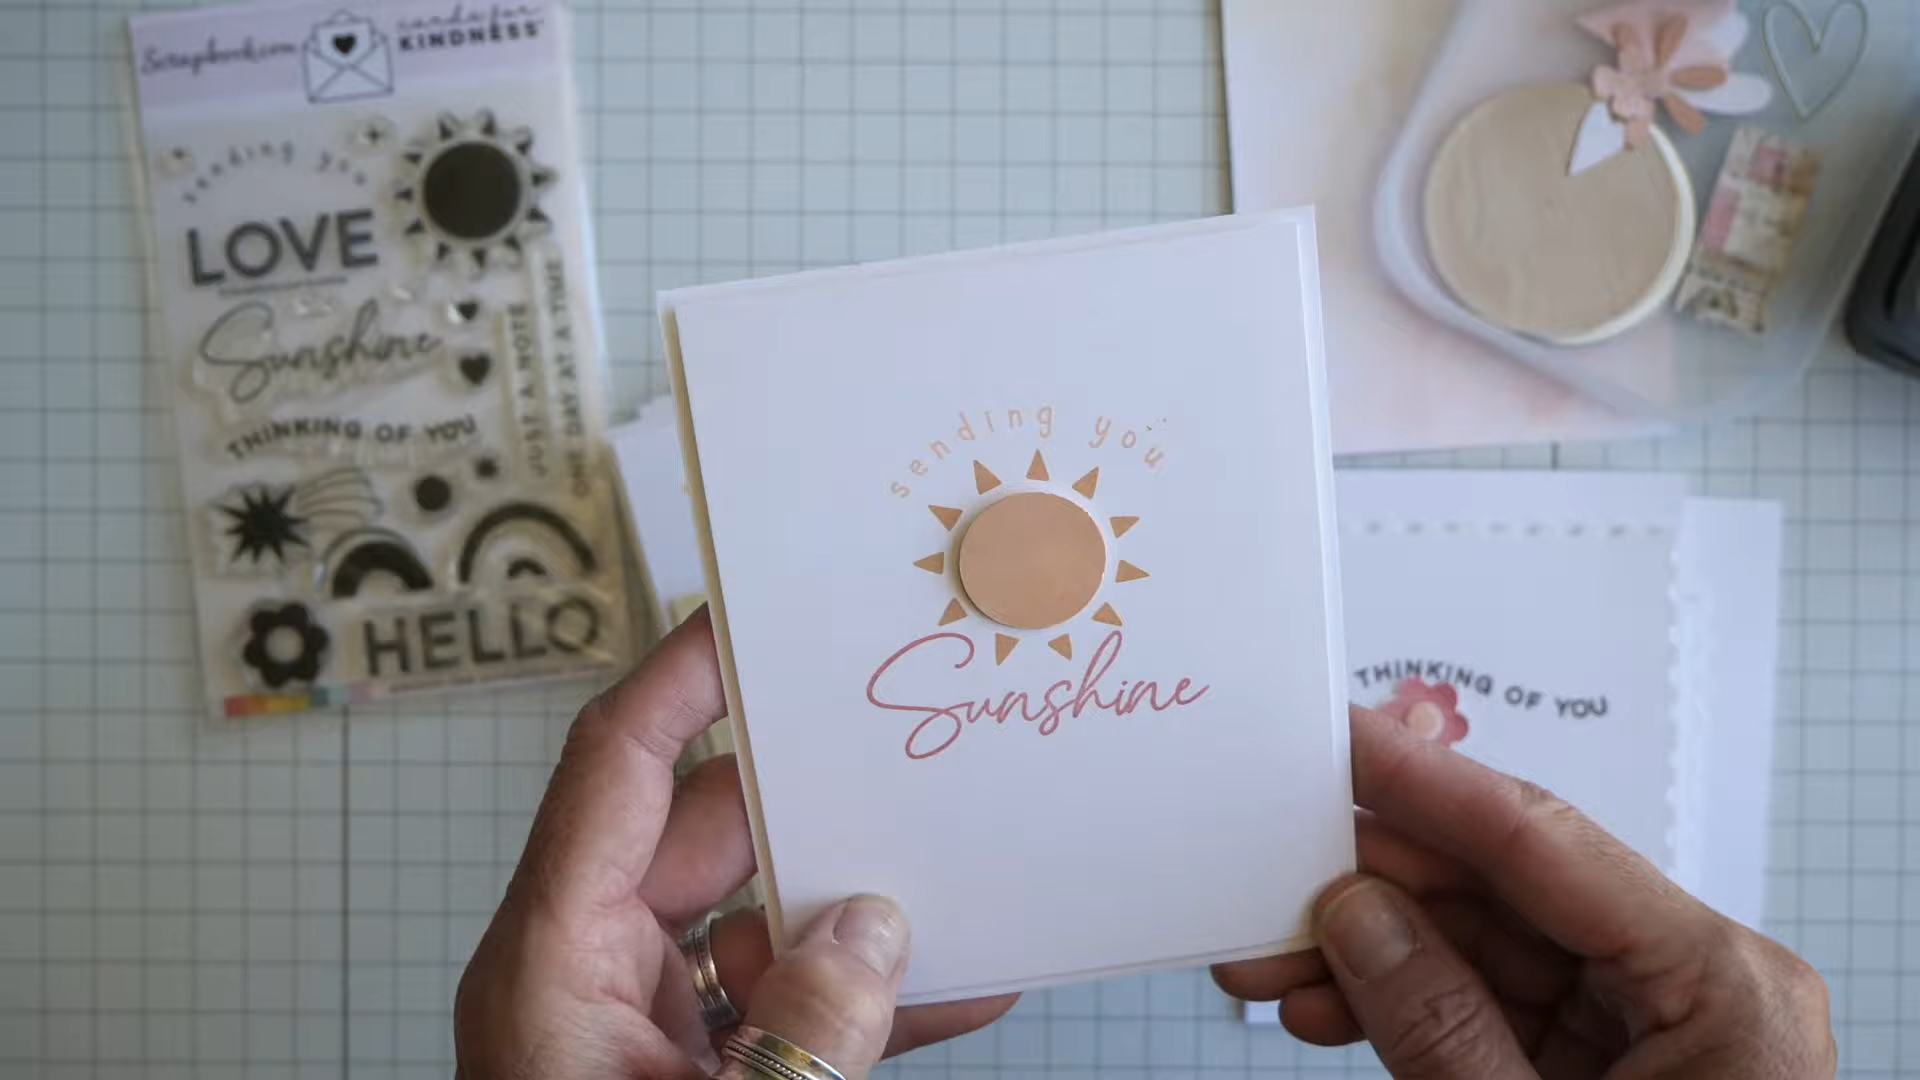 Scrapbook.com
cards for
KINDNESS
sending you
LOVE
Sunshine
JUST A NOTE
ONE DAY AT A TIME
THINKING OF YOU
HELLO
sending you
Sunshine
THINKING OF YOU